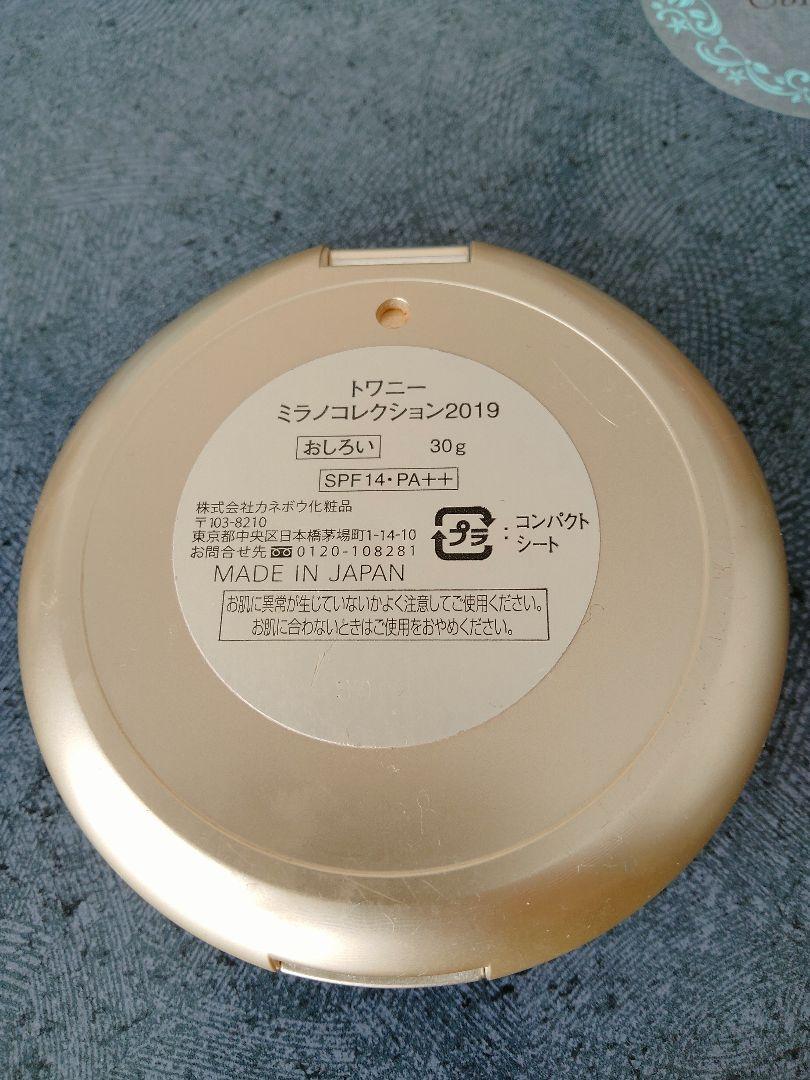 トワニー
ミラノコレクション2019
おしろい 30g
SPF14・PA++
株式会社カネボウ化粧品
〒103-8210
東京都中央区日本橋茅場町1-14-10
お問合せ先 0120-108281
プラ : コンパクト
シート
MADE IN JAPAN
お肌に異常が生じていないかよく注意してご使用ください。
お肌に合わないときはご使用をおやめください。